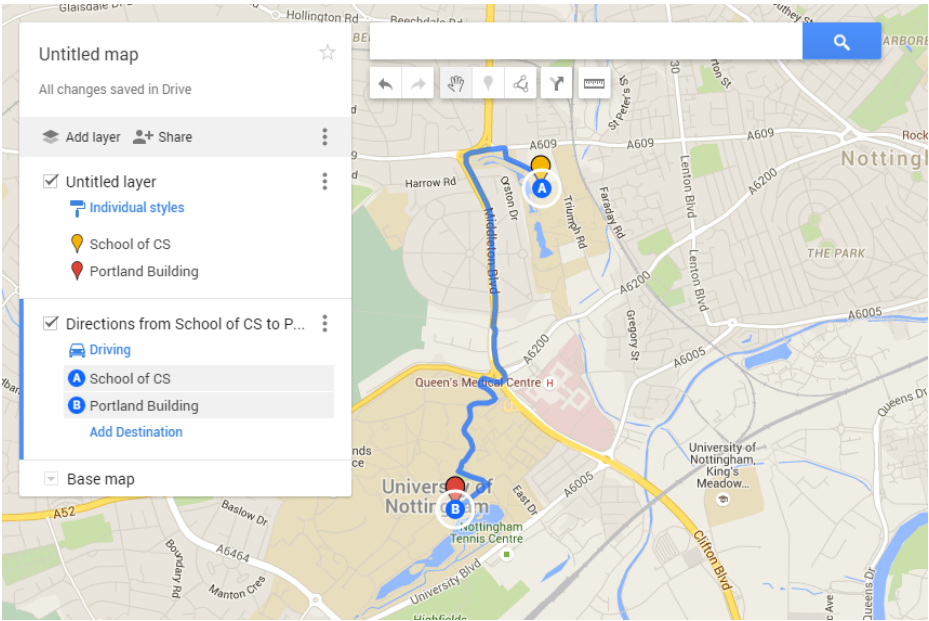 Untitled map
All changes saved in Drive
Add layer
Share
Untitled layer
Individual styles
School of CS
Portland Building
Directions from School of CS to P...
Driving
A School of CS
B Portland Building
Add Destination
Base map
Hollington Rd
Beechdale Rd
ARBORE
St Peter's St
A609
A609
A609
Rock
Harrow Rd
Orston Dr
A
Triumph Rd
Faraday Rd
Lenton Blvd
A6200
Middleton Blvd
THE PARK
Lenton Blvd
A6200
Gregory St
A6005
A6005
A6200
Queen's Medical Centre H
Queens Dr
University of
Nottingham,
King's
Meadow...
University of
Nottingham
B
East Dr
A6005
Nottingham
Tennis Centre
A52
Baslow Dr
A6464
Boundary Rd
Manton Cres
University Blvd
Clifton Blvd
Queens Dr
Ave
Highfields